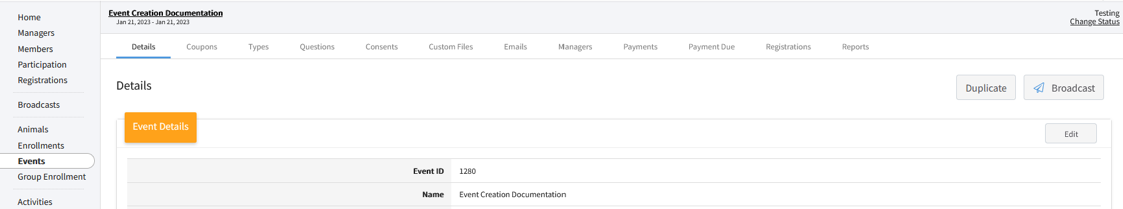 Home
Managers
Members
Participation
Registrations
Broadcasts
Animals
Enrollments
Events
Group Enrollment
Activities
Event Creation Documentation
Jan 21, 2023 - Jan 21, 2023
Testing
Change Status
Details Coupons Types Questions Consents Custom Files Emails Managers Payments Payment Due Registrations Reports
Details
Duplicate Broadcast
Event Details
Edit
Event ID 1280
Name Event Creation Documentation